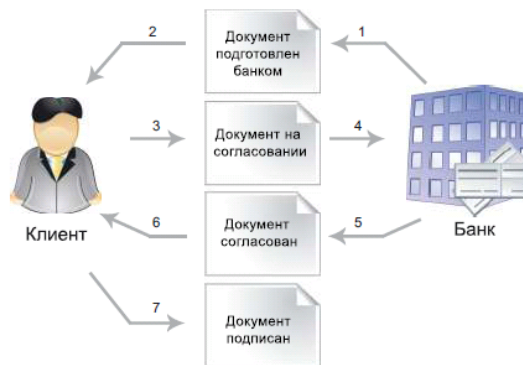 2
1
Документ
подготовлен
банком
3
4
Документ на
согласовании
6
5
Документ
согласован
Клиент
Банк
7
Документ
подписан